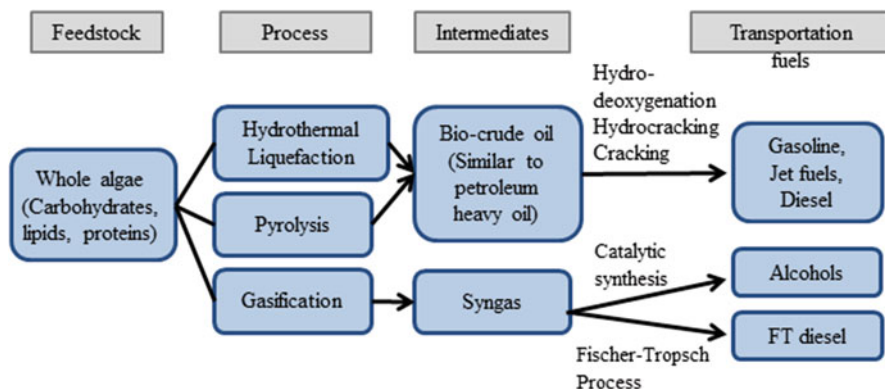 Feedstock
Process
Intermediates
Transportation
fuels
Whole algae
(Carbohydrates,
lipids, proteins)
Hydrothermal
Liquefaction
Pyrolysis
Gasification
Bio-crude oil
(Similar to
petroleum
heavy oil)
Syngas
Hydro-
deoxygenation
Hydrocracking
Cracking
Catalytic
synthesis
Fischer-Tropsch
Process
Gasoline,
Jet fuels,
Diesel
Alcohols
FT diesel